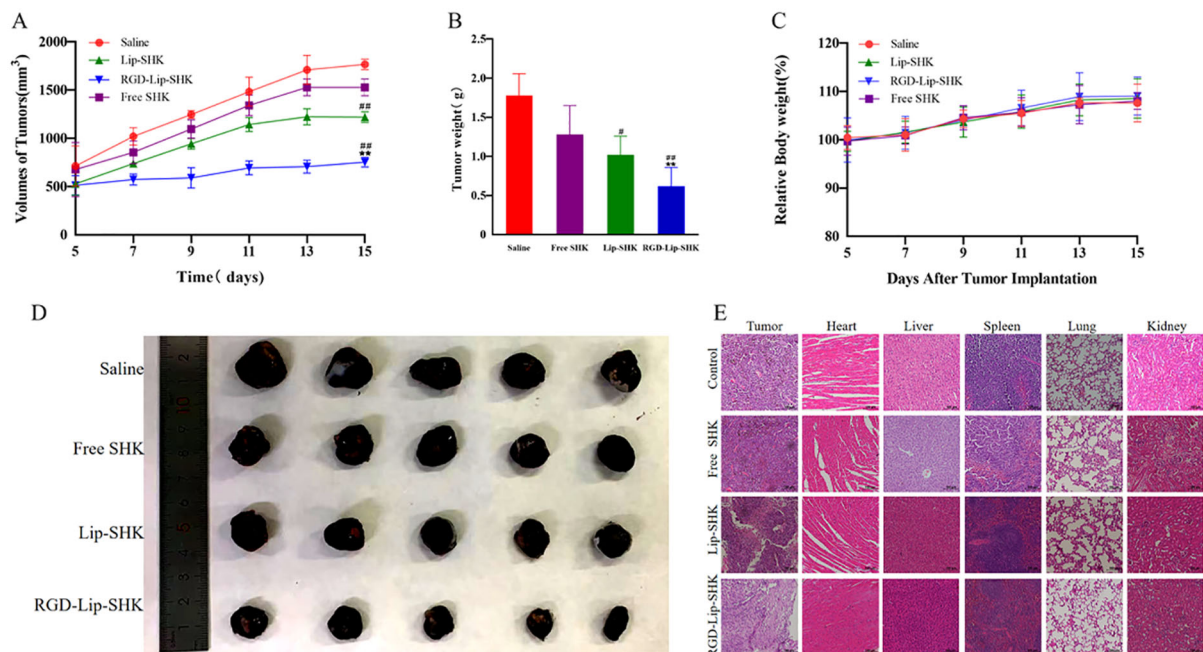 A
Volumes of Tumors(mm³)
2000
1500
1000
500
0
Saline
Lip-SHK
RGD-Lip-SHK
Free SHK
##
##
**
5 7 9 11 13 15
Time( days)
B
Tumor weight( g)
2.5
2.0
1.5
1.0
0.5
0
#
##
**
Saline Free SHK Lip-SHK RGD-Lip-SHK
C
Relative Body weight(%)
120
110
100
90
80
Saline
Lip-SHK
RGD-Lip-SHK
Free SHK
5 7 9 11 13 15
Days After Tumor Implantation
D
Saline
Free SHK
Lip-SHK
RGD-Lip-SHK
E
Tumor Heart Liver Spleen Lung Kidney
Control
Free SHK
Lip-SHK
RGD-Lip-SHK